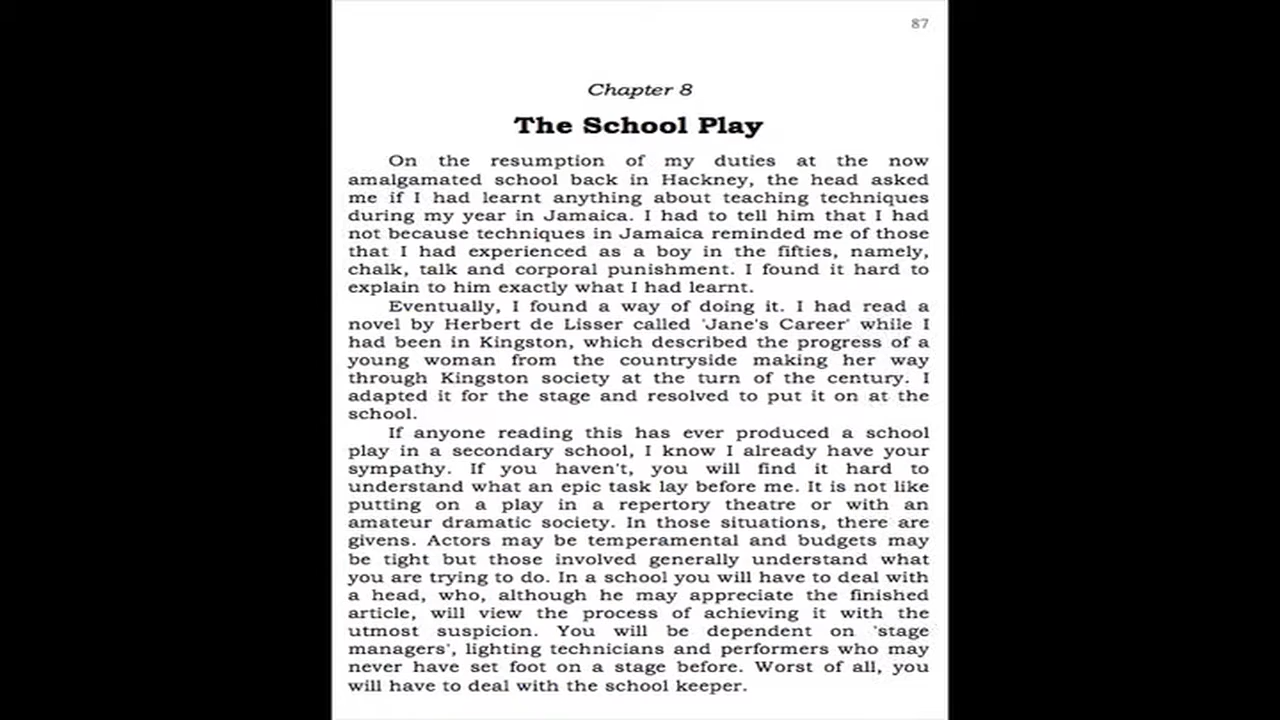 87
Chapter 8
The School Play
On the resumption of my duties at the now
amalgamated school back in Hackney, the head asked
me if I had learnt anything about teaching techniques
during my year in Jamaica. I had to tell him that I had
not because techniques in Jamaica reminded me of those
that I had experienced as a boy in the fifties, namely,
chalk, talk and corporal punishment. I found it hard to
explain to him exactly what I had learnt.
Eventually, I found a way of doing it. I had read a
novel by Herbert de Lisser called 'Jane's Career' while I
had been in Kingston, which described the progress of a
young woman from the countryside making her way
through Kingston society at the turn of the century. I
adapted it for the stage and resolved to put it on at the
school.
If anyone reading this has ever produced a school
play in a secondary school, I know I already have your
sympathy. If you haven't, you will find it hard to
understand what an epic task lay before me. It is not like
putting on a play in a repertory theatre or with an
amateur dramatic society. In those situations, there are
givens. Actors may be temperamental and budgets may
be tight but those involved generally understand what
you are trying to do. In a school you will have to deal with
a head, who, although he may appreciate the finished
article, will view the process of achieving it with the
utmost suspicion. You will be dependent on 'stage
managers', lighting technicians and performers who may
never have set foot on a stage before. Worst of all, you
will have to deal with the school keeper.